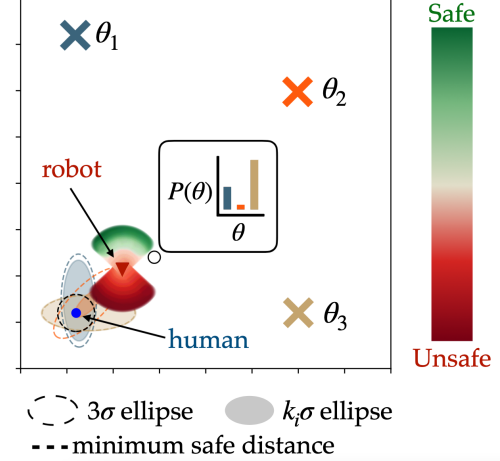 Safe
θ1
θ2
robot
P(θ)
θ
θ3
human
Unsafe
3σ ellipse
kiσ ellipse
minimum safe distance